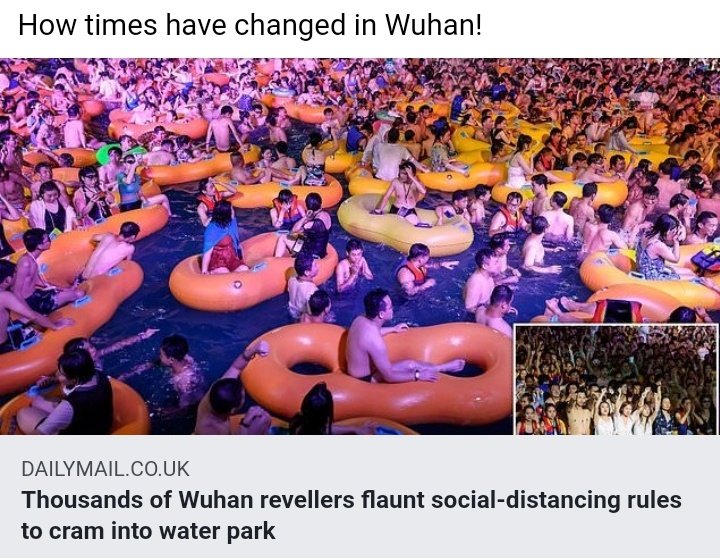 How times have changed in Wuhan!
DAILYMAIL.CO.UK
Thousands of Wuhan revellers flaunt social-distancing rules
to cram into water park